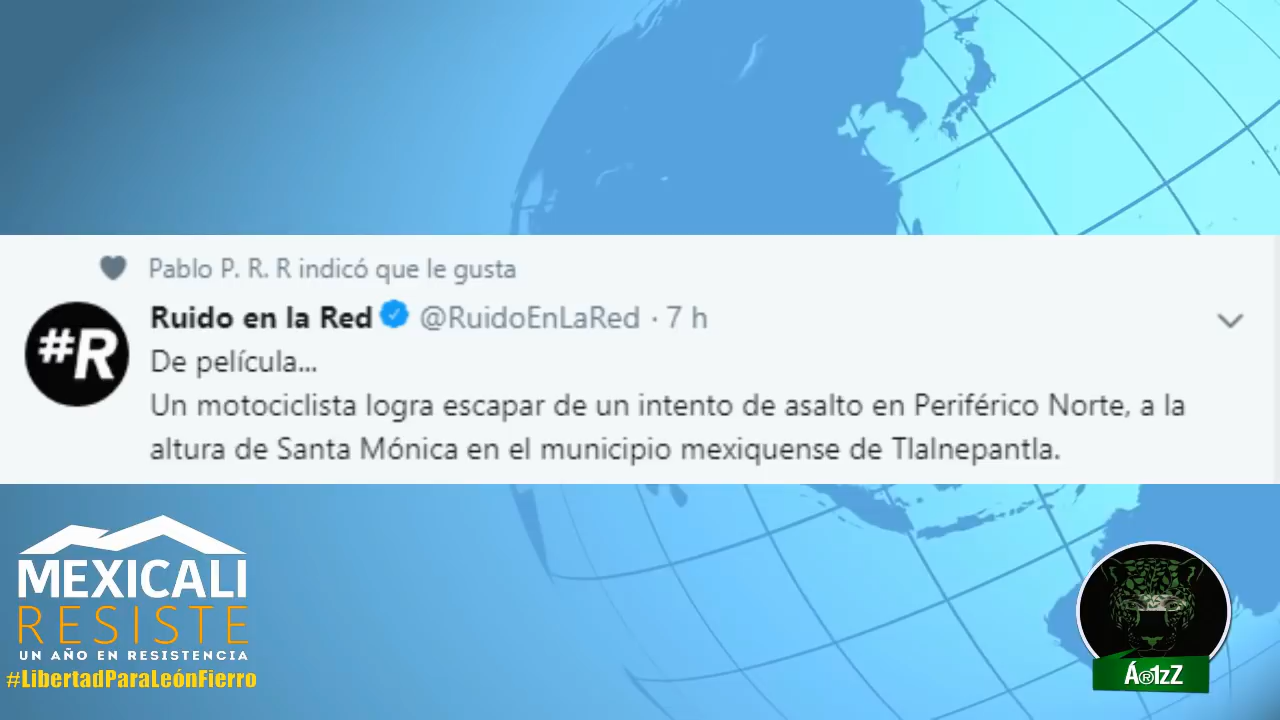 Pablo P. R. R indicó que le gusta
#R
Ruido en la Red @RuidoEnLaRed · 7 h
De película...
Un motociclista logra escapar de un intento de asalto en Periférico Norte, a la
altura de Santa Mónica en el municipio mexiquense de Tlalnepantla.
MEXICALI
RESISTE
UN AÑO EN RESISTENCIA
#LibertadParaLeónFierro
Á®1zZ